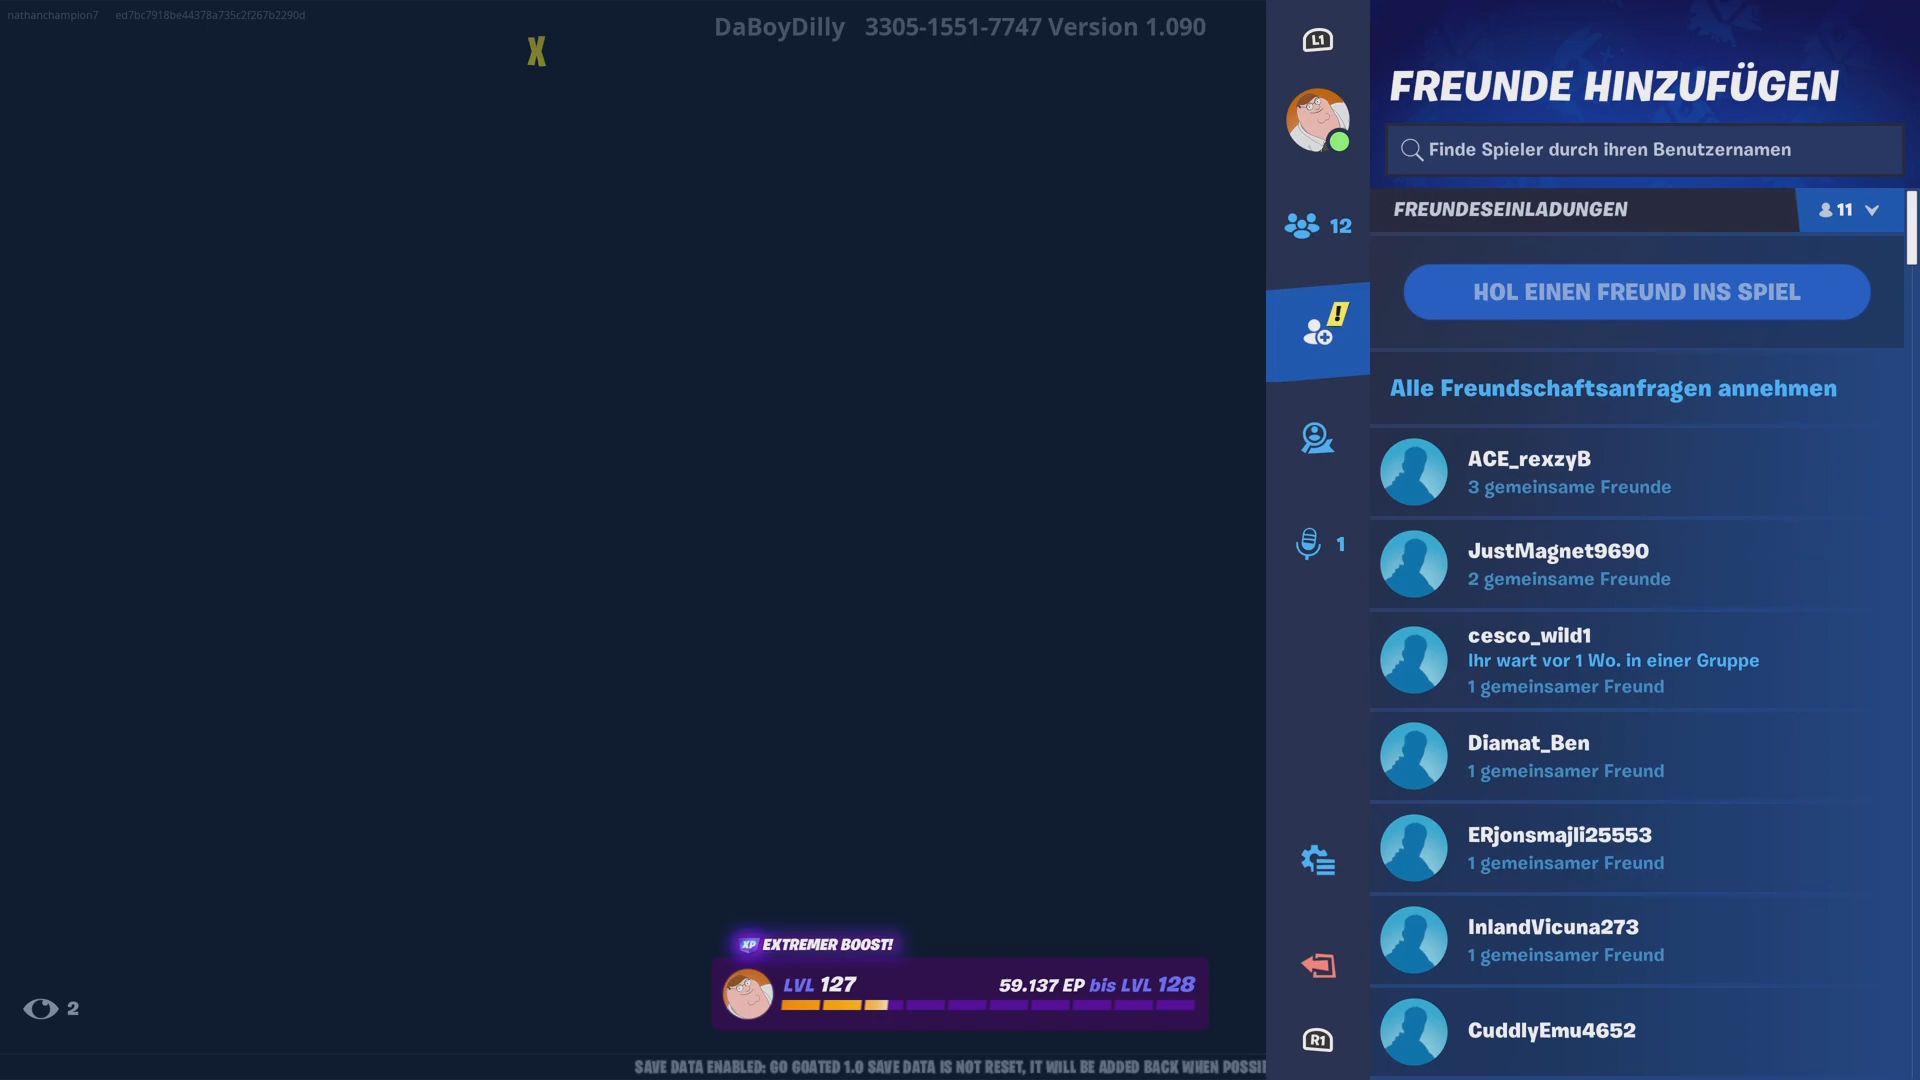 nathanchampion7 ed7bc7918be44378a735c2f267b2290d
DaBoyDilly 3305-1551-7747 Version 1.090
X
L1
FREUNDE HINZUFÜGEN
Finde Spieler durch ihren Benutzernamen
FREUNDESEINLADUNGEN
11
12
HOL EINEN FREUND INS SPIEL
!
Alle Freundschaftsanfragen annehmen
ACE_rexzyB
3 gemeinsame Freunde
JustMagnet9690
2 gemeinsame Freunde
1
cesco_wild1
Ihr wart vor 1 Wo. in einer Gruppe
1 gemeinsamer Freund
Diamat_Ben
1 gemeinsamer Freund
ERjonsmajli25553
1 gemeinsamer Freund
InlandVicuna273
1 gemeinsamer Freund
CuddlyEmu4652
XP EXTREMER BOOST!
LVL 127
59.137 EP bis LVL 128
2
R1
SAVE DATA ENABLED: GO GOATED 1.0 SAVE DATA IS NOT RESET, IT WILL BE ADDED BACK WHEN POSSI